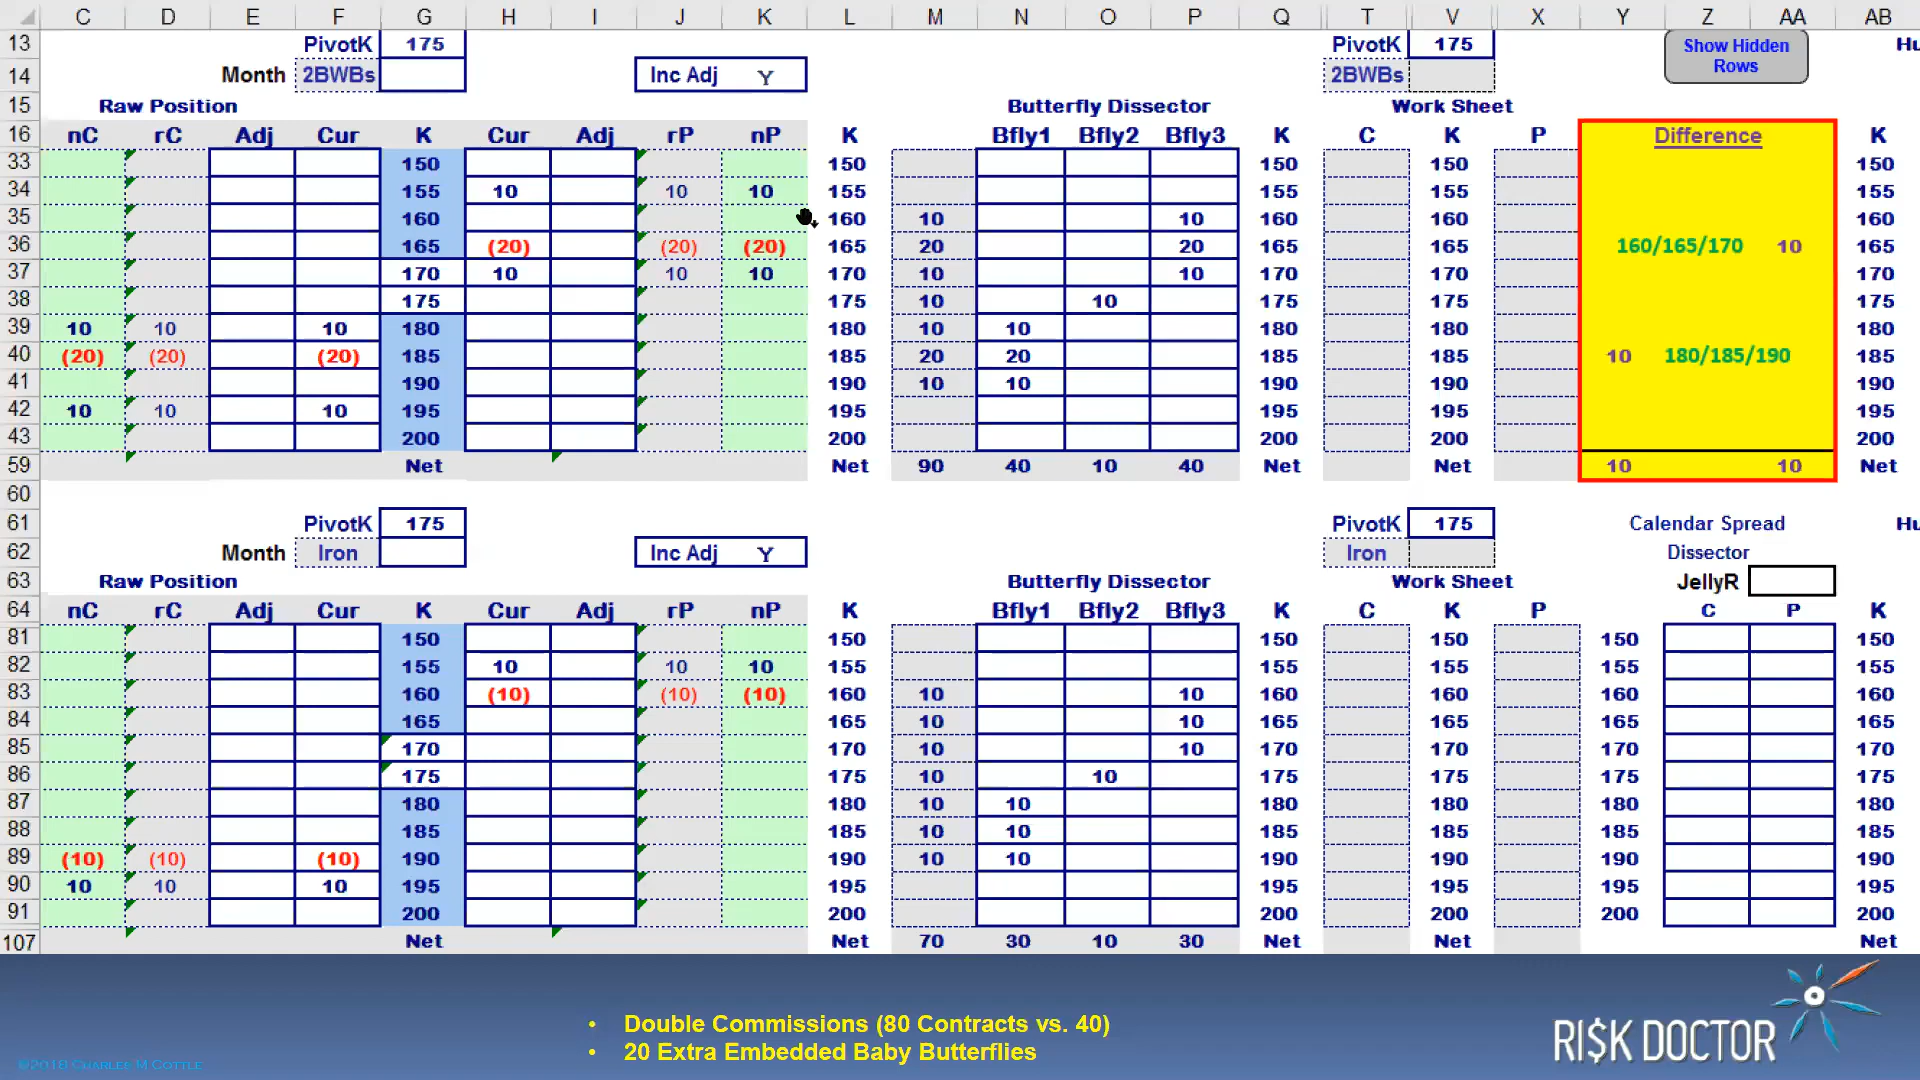 C D E F G H I J K L M N O P Q T V X Y Z AA AB
13 PivotK 175 PivotK 175 Show Hidden Rows Hu
14 Month 2BWBs Inc Adj Y 2BWBs
15 Raw Position Butterfly Dissector Work Sheet
16 nC rC Adj Cur K Cur Adj rP nP K Bfly1 Bfly2 Bfly3 K C K P Difference K
33 150 150 150 150 150
34 155 10 10 10 155 155 155 155
35 160 160 10 10 160 160 160
36 165 (20) (20) (20) 165 20 20 165 165 160/165/170 10 165
37 170 10 10 10 170 10 10 170 170 170
38 175 175 10 10 175 175 175
39 10 10 10 180 180 10 10 180 180 180
40 (20) (20) (20) 185 185 20 20 185 185 10 180/185/190 185
41 190 190 10 10 190 190 190
42 10 10 10 195 195 195 195 195
43 200 200 200 200 200
59 Net Net 90 40 10 40 Net Net 10 10 Net
60
61 PivotK 175 PivotK 175 Calendar Spread Hu
62 Month Iron Inc Adj Y Iron Dissector
63 Raw Position Butterfly Dissector Work Sheet JellyR
64 nC rC Adj Cur K Cur Adj rP nP K Bfly1 Bfly2 Bfly3 K C K P C P K
81 150 150 150 150 150 150
82 155 10 10 10 155 155 155 155 155
83 160 (10) (10) (10) 160 10 10 160 160 160 160
84 165 165 10 10 165 165 165 165
85 170 170 10 10 170 170 170 170
86 175 175 10 10 175 175 175 175
87 180 180 10 10 180 180 180 180
88 185 185 10 10 185 185 185 185
89 (10) (10) (10) 190 190 10 10 190 190 190 190
90 10 10 10 195 195 195 195 195 195
91 200 200 200 200 200 200
107 Net Net 70 30 10 30 Net Net Net
• Double Commissions (80 Contracts vs. 40)
• 20 Extra Embedded Baby Butterflies
RI$K DOCTOR
©2018 CHARLES M COTTLE